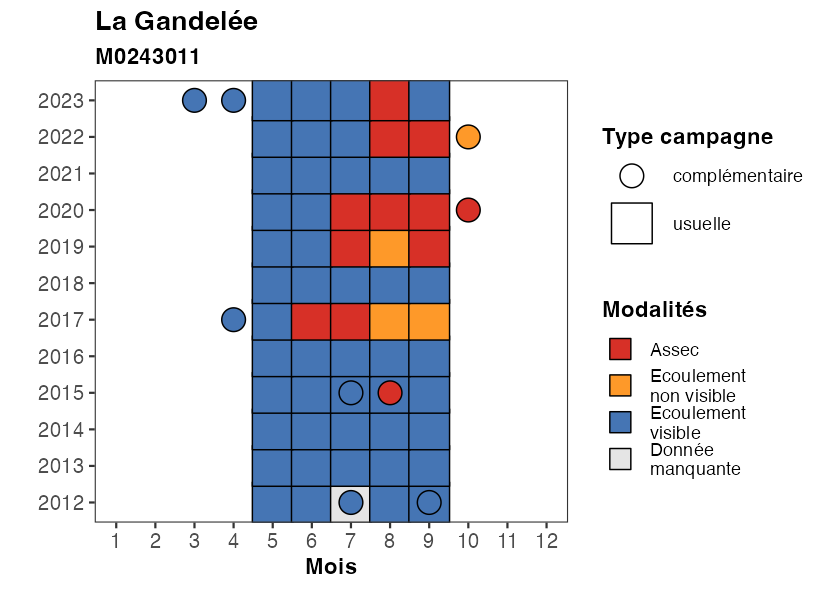 La Gandelée
M0243011
2023
2022
2021
2020
2019
2018
2017
2016
2015
2014
2013
2012
1 2 3 4 5 6 7 8 9 10 11 12
Mois
Type campagne
complémentaire
usuelle
Modalités
Assec
Ecoulement
non visible
Ecoulement
visible
Donnée
manquante